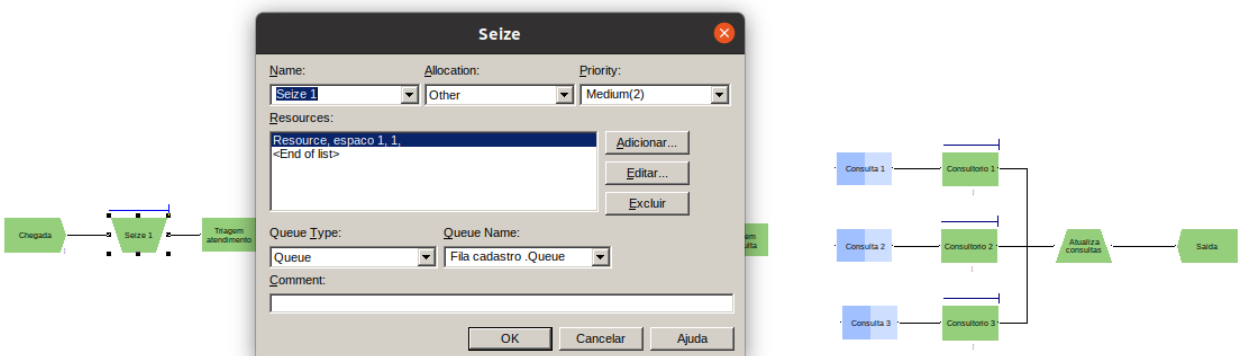 Seize
Name:
Allocation:
Priority:
Seize 1
Other
Medium(2)
Resources:
Resource, espaco 1, 1,
<End of list>
Adicionar...
Editar...
Excluir
Queue Type:
Queue Name:
Queue
Fila cadastro .Queue
Comment:
OK
Cancelar
Ajuda
Chegada
Seize 1
Triagem
atendimento
em
ulta
Consulta 1
Consultorio 1
Consulta 2
Consultorio 2
Atualiza
consultas
Saida
Consulta 3
Consultorio 3